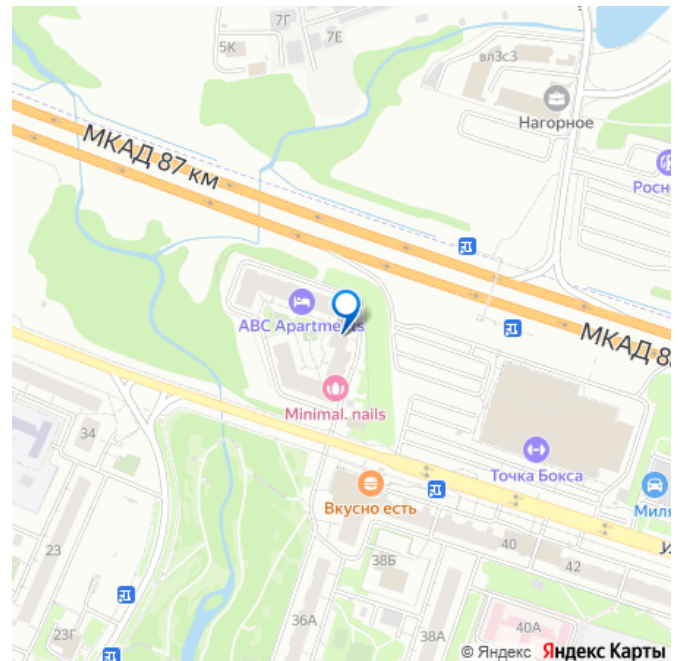 7Г
7Е
5К
вл3с3
Нагорное
МКАД 87 км
Росн
ABC Apartments
МКАД 8
Minimal. nails
34
Точка Бокса
Вкусно есть
Миля
23
40
38Б
42
36А
23Г
38А
40А
© Яндекс Яндекс Карты